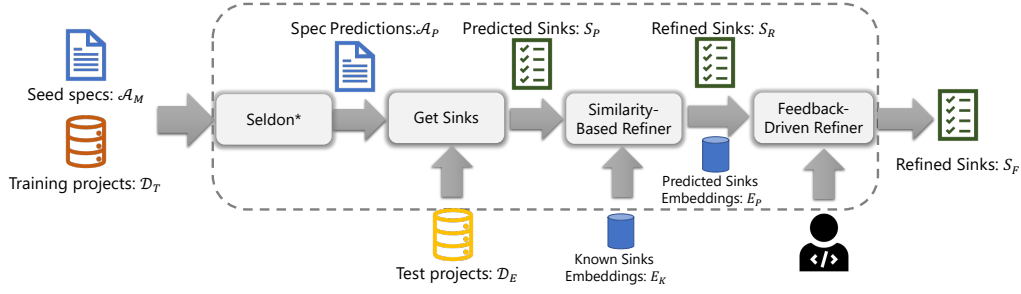 Spec Predictions:𝒜_P
Predicted Sinks: S_P
Refined Sinks: S_R
Seed specs: 𝒜_M
Seldon*
Get Sinks
Similarity-
Based Refiner
Feedback-
Driven Refiner
Training projects: 𝒟_T
Refined Sinks: S_F
Predicted Sinks
Embeddings: E_P
</>
Test projects: 𝒟_E
Known Sinks
Embeddings: E_K